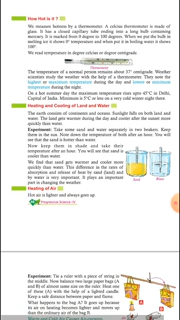 How Hot is it ?
We measure hotness by a thermometer. A celcius thermometer is made of
glass. It has a closed capillary tube ending into a long bulb containing
mercury. It is marked from 0 degree to 100 degrees. When we put the bulb in
melting ice it shows 0° temperature and when put it in boiling water it shows
100°.
We read temperature in degree celcius or degree centigrade.
Thermometer
The temperature of a normal person remains about 37° centigrade. Weather
scientists study the weather with the help of a thermometer. They note the
highest or maximum temperature during the day and lowest or minimum
temperature during the night.
On a hot summer day the maximum temperature rises upto 45°C in Delhi,
Capital of India. Minimum is 5°C or less on a very cold winter night there.
Heating and Cooling of Land and Water
The earth consists of continents and oceans. Sunlight falls on both land and
water. The land gets warmer during the day and cooler after the sunset more
quickly than water.
Experiment: Take some sand and water separately in two beakers. Keep
these in the sun. Now down the temperature of both after an hour. You will
see that the sand is hotter than water.
Now keep them in shade and take their
temperature after an hour. You will see that sand is
cooler than water.
We find that sand gets warmer and cooler more
quickly than water. This difference in the rates of
absorption and release of heat by sand (land) and
by water is very important. It plays an important
part in changing the weather.
Heating of Air
Hot air is lighter and always goes up.
Experiment: Tie a ruler with a piece of string in
the middle. Now balance two large paper bags (A
and B) of almost same size on the ruler. Heat one
of these (A) with the help of a lighted candle.
Keep a safe distance between paper and flame.
What happens to the bag A? It goes up because
its air on heating becomes lighter and moves up
than the ordinary air of the bag B.
A
B